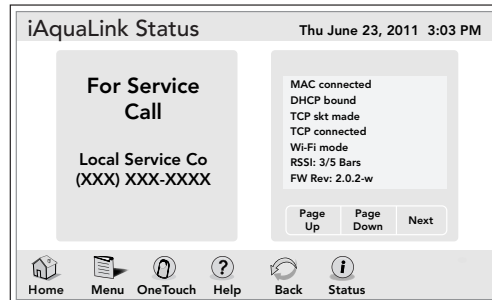 iAquaLink Status
Thu June 23, 2011 3:03 PM
For Service
Call
Local Service Co
(XXX) XXX-XXXX
MAC connected
DHCP bound
TCP skt made
TCP connected
Wi-Fi mode
RSSI: 3/5 Bars
FW Rev: 2.0.2-w
Page
Up
Page
Down
Next
Home
Menu
OneTouch
Help
Back
Status